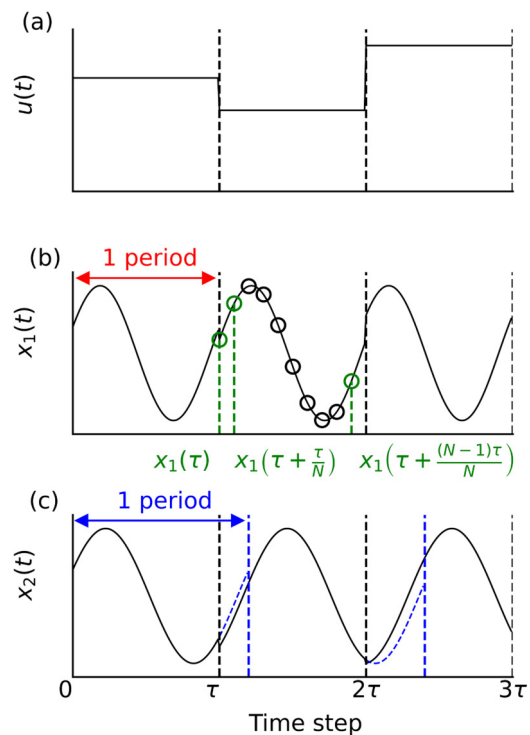 (a)
u(t)
(b)
1 period
x₁(t)
x₁(τ) x₁(τ + τ/N) x₁(τ + (N−1)τ/N)
(c)
1 period
x₂(t)
0 τ 2τ 3τ
Time step